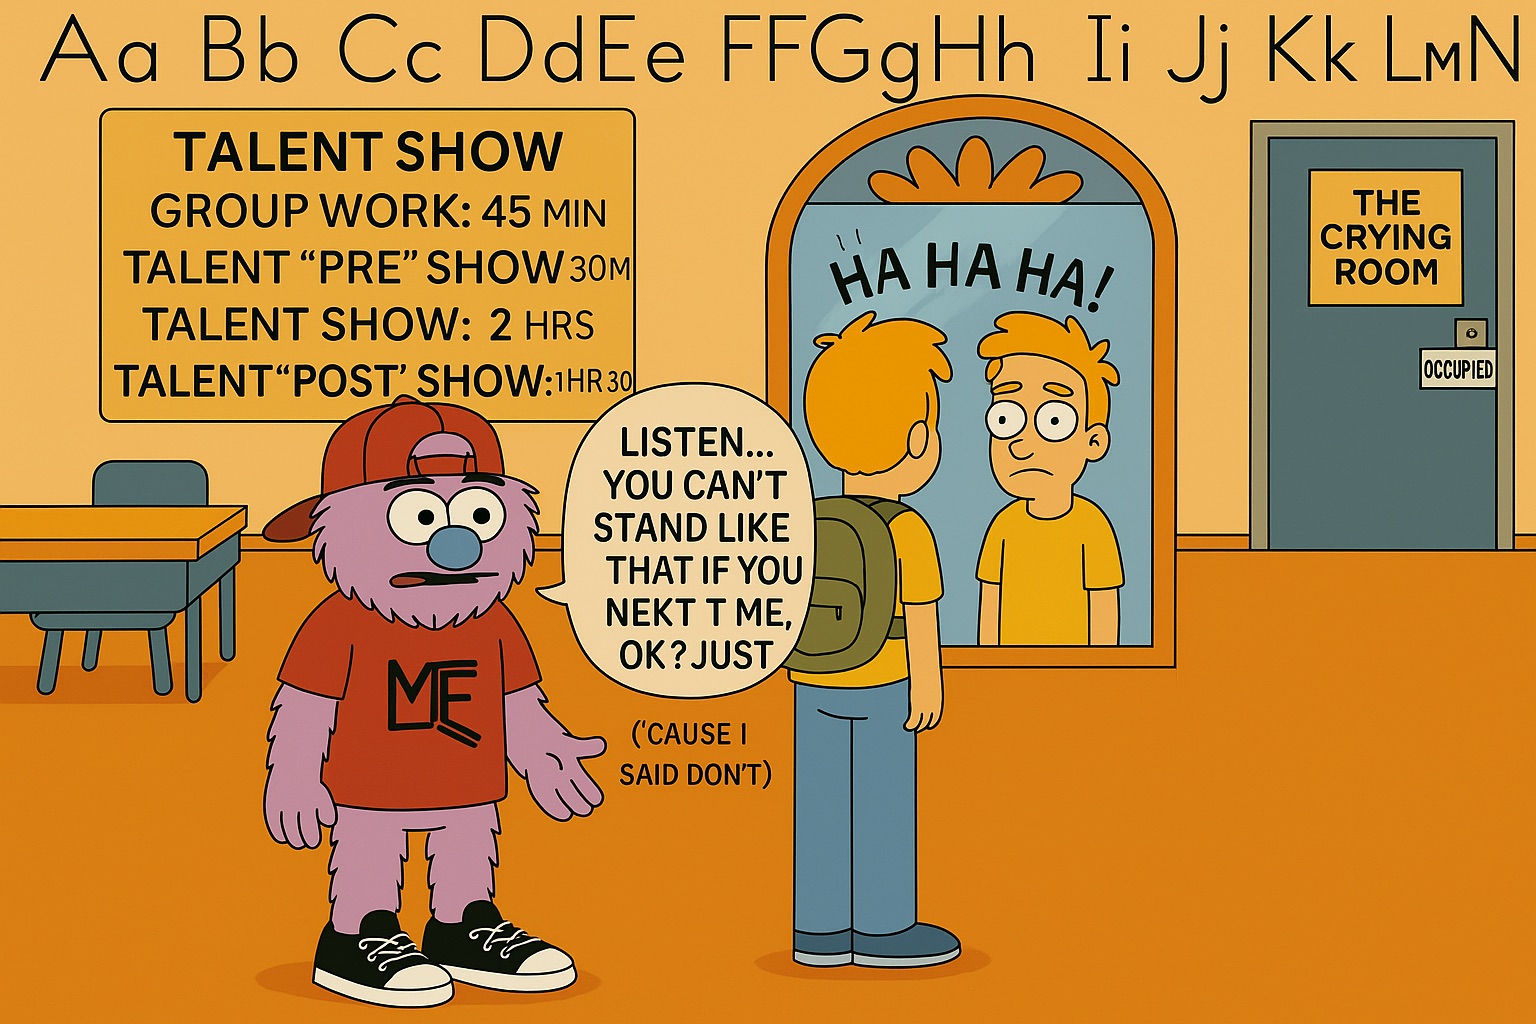 Aa Bb Cc DdEe FFGgHh Ii Jj Kk LMN
TALENT SHOW
GROUP WORK: 45 MIN
TALENT “PRE” SHOW 30M
TALENT SHOW: 2 HRS
TALENT “POST’ SHOW: 1HR 30
HA HA HA!
THE
CRYING
ROOM
OCCUPIED
LISTEN...
YOU CAN'T
STAND LIKE
THAT IF YOU
NEKT T ME,
OK? JUST
('CAUSE I
SAID DON'T)
ME